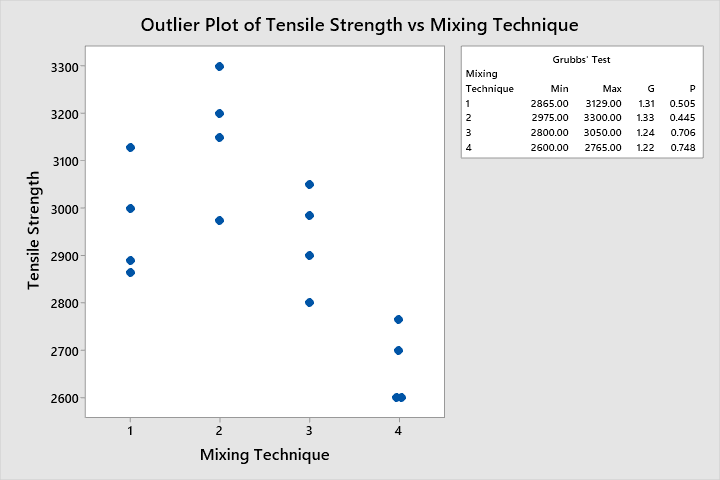 Outlier Plot of Tensile Strength vs Mixing Technique
Tensile Strength
3300
3200
3100
3000
2900
2800
2700
2600
1 2 3 4
Mixing Technique
Grubbs' Test
Mixing
Technique Min Max G P
1 2865.00 3129.00 1.31 0.505
2 2975.00 3300.00 1.33 0.445
3 2800.00 3050.00 1.24 0.706
4 2600.00 2765.00 1.22 0.748